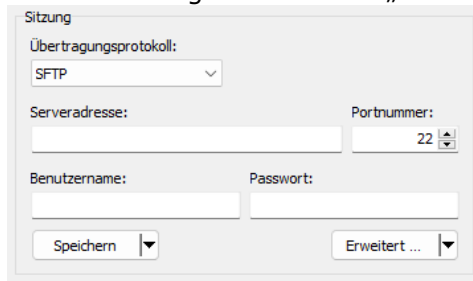 Sitzung
Übertragungsprotokoll:
SFTP
Serveradresse: Portnummer:
22
Benutzername: Passwort:
Speichern Erweitert ...